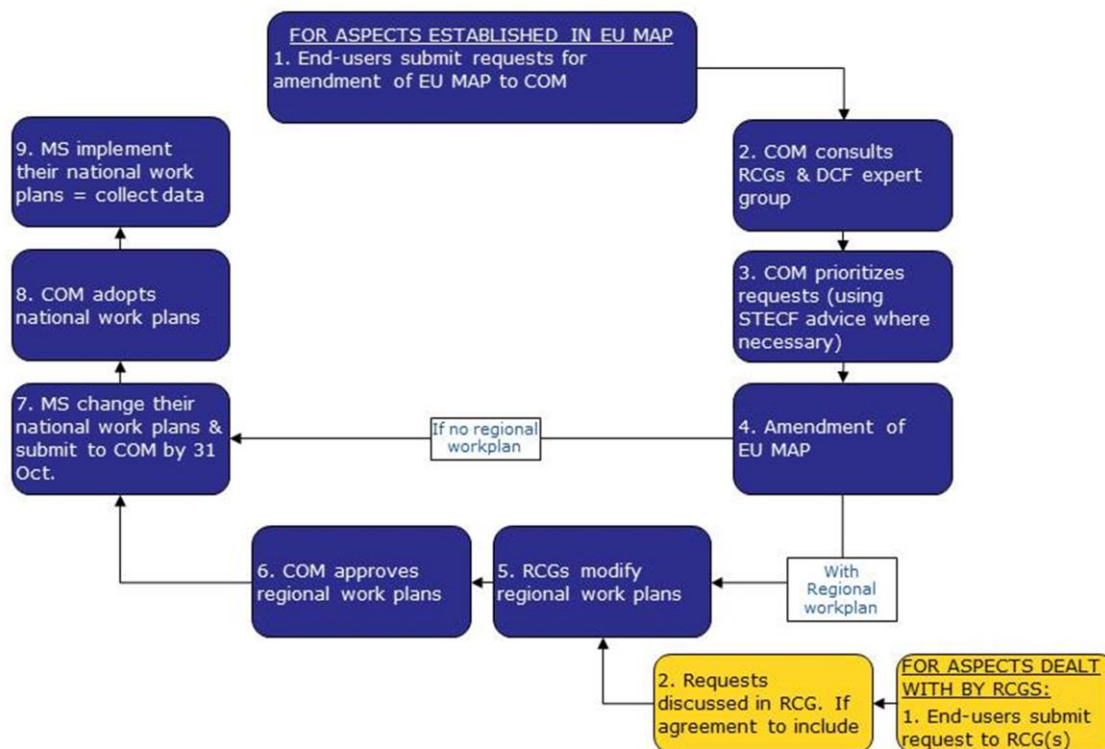 FOR ASPECTS ESTABLISHED IN EU MAP
1. End-users submit requests for
amendment of EU MAP to COM
2. COM consults
RCGs & DCF expert
group
3. COM prioritizes
requests (using
STECF advice where
necessary)
4. Amendment of
EU MAP
If no regional
workplan
With
Regional
workplan
5. RCGs modify
regional work plans
6. COM approves
regional work plans
7. MS change their
national work plans &
submit to COM by 31
Oct.
8. COM adopts
national work plans
9. MS implement
their national work
plans = collect data
FOR ASPECTS DEALT
WITH BY RCGS:
1. End-users submit
request to RCG(s)
2. Requests
discussed in RCG. If
agreement to include